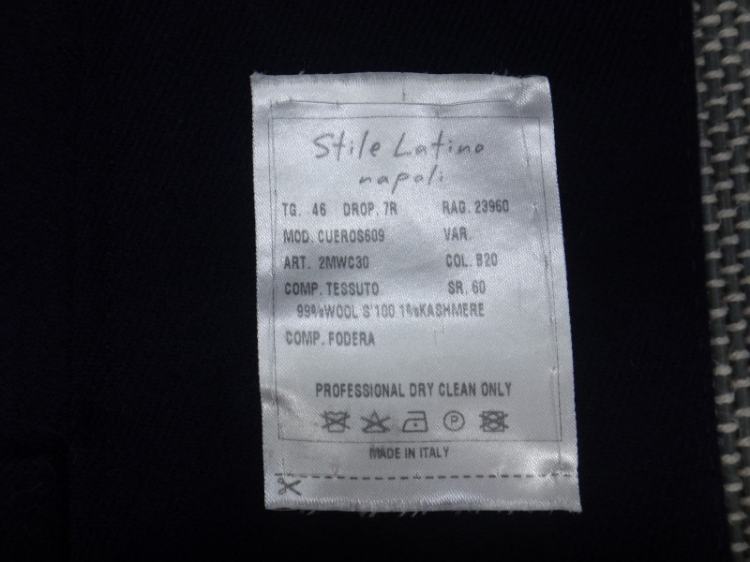 Stile Latino
napali
TG. 46 DROP. 7R RAG. 23960
MOD. CUEROS609 VAR.
ART. 2MWC30 COL. B20
COMP. TESSUTO SR. 60
99%WOOL S'100 1%KASHMERE
COMP. FODERA
PROFESSIONAL DRY CLEAN ONLY
P
MADE IN ITALY